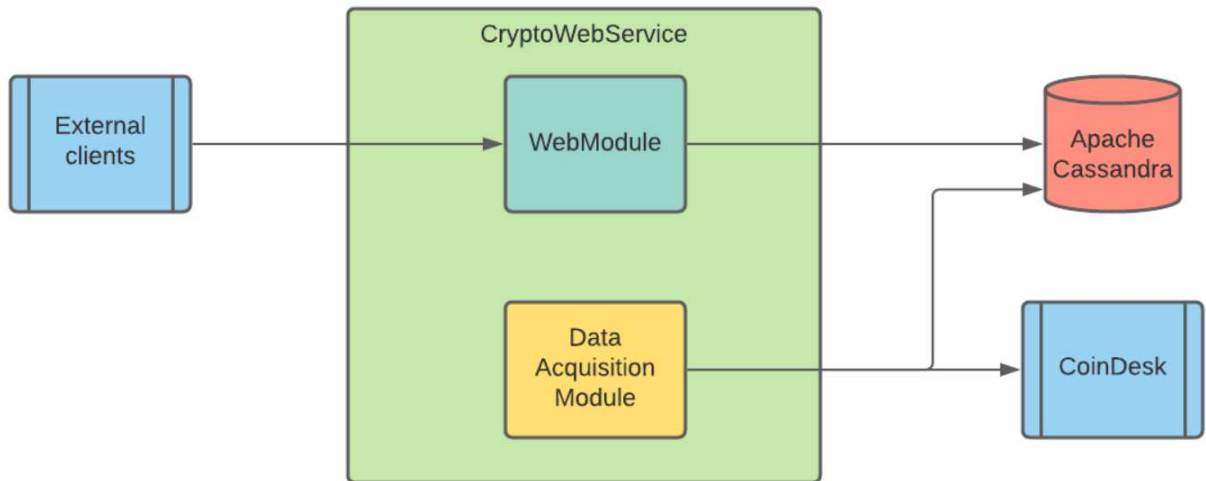 CryptoWebService
External
clients
WebModule
Apache
Cassandra
Data
Acquisition
Module
CoinDesk